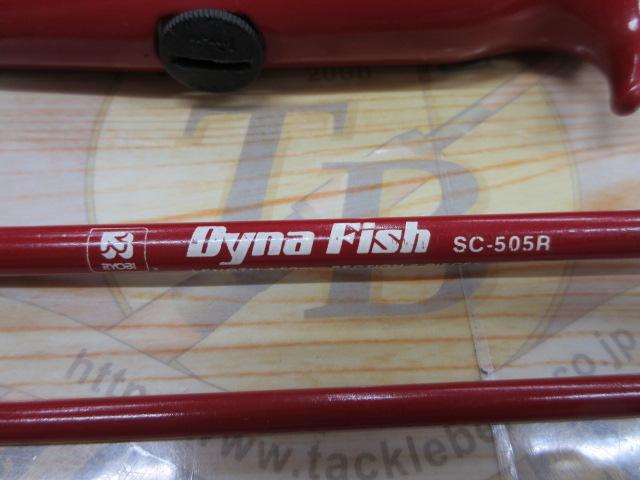 2000
TB
RYOBI
Dyna Fish SC-505R
http
www.tacklebe
co.jp